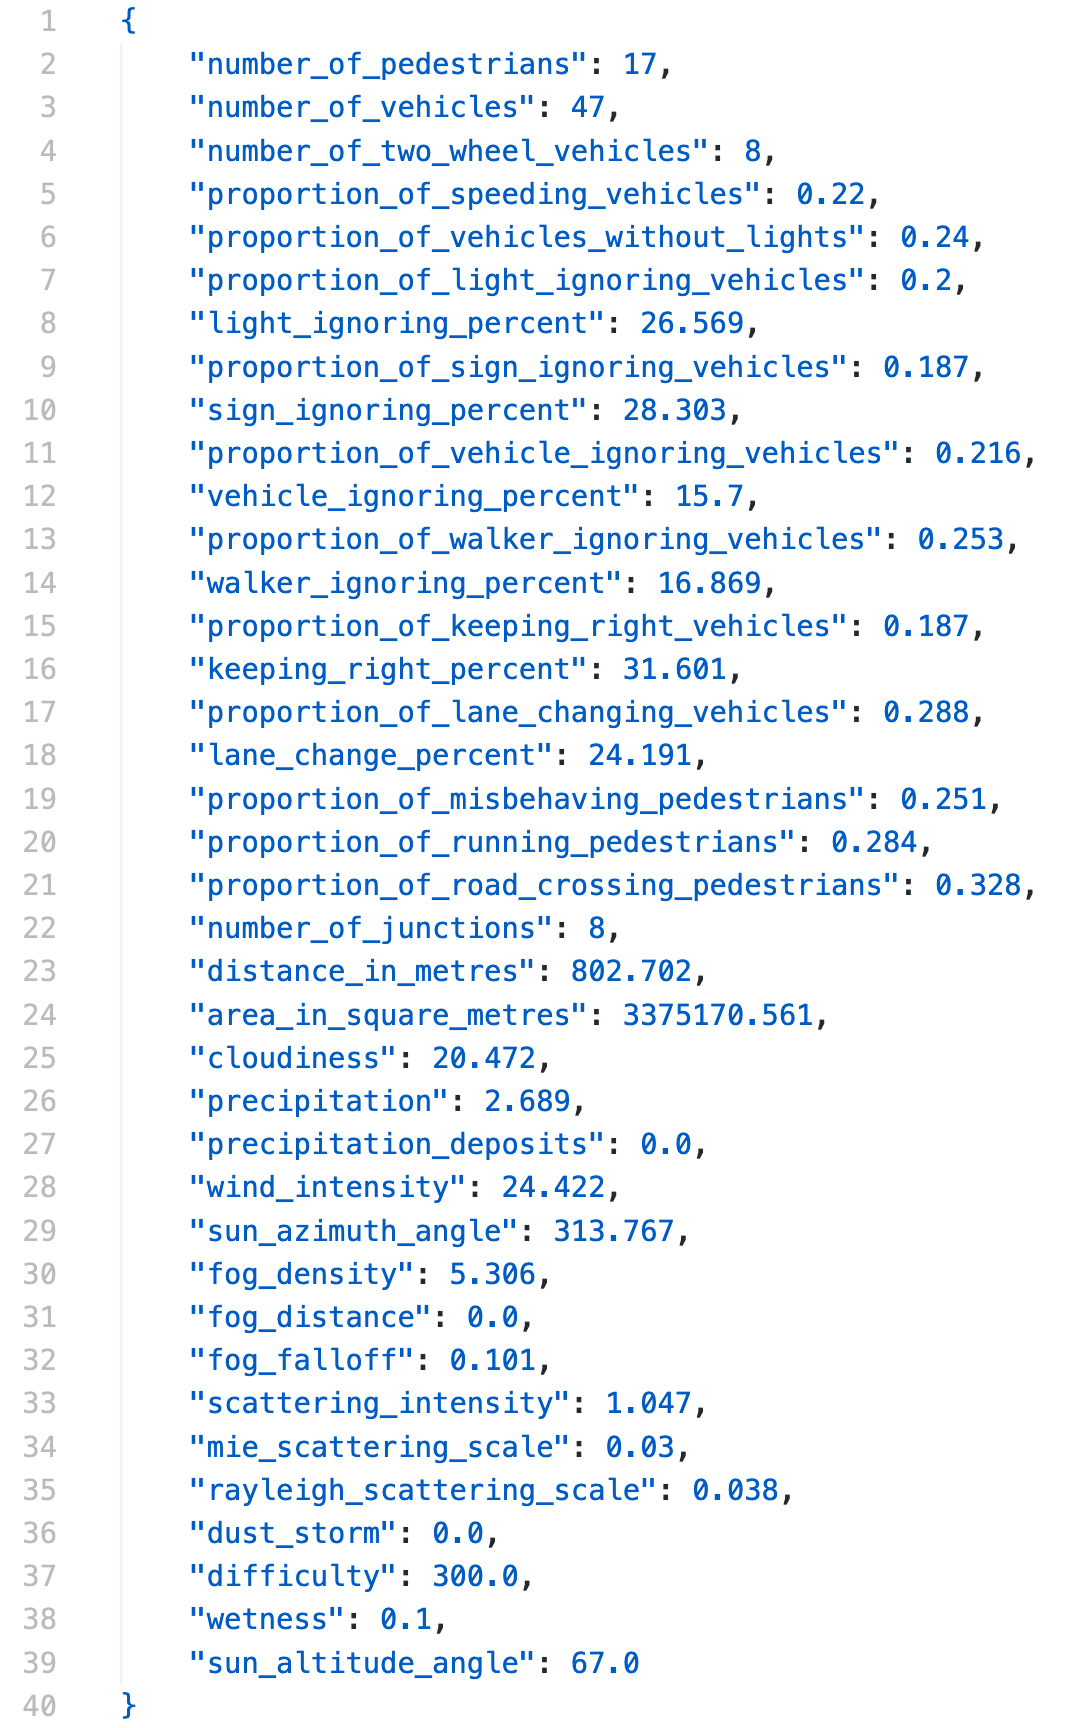 1 {
2 "number_of_pedestrians": 17,
3 "number_of_vehicles": 47,
4 "number_of_two_wheel_vehicles": 8,
5 "proportion_of_speeding_vehicles": 0.22,
6 "proportion_of_vehicles_without_lights": 0.24,
7 "proportion_of_light_ignoring_vehicles": 0.2,
8 "light_ignoring_percent": 26.569,
9 "proportion_of_sign_ignoring_vehicles": 0.187,
10 "sign_ignoring_percent": 28.303,
11 "proportion_of_vehicle_ignoring_vehicles": 0.216,
12 "vehicle_ignoring_percent": 15.7,
13 "proportion_of_walker_ignoring_vehicles": 0.253,
14 "walker_ignoring_percent": 16.869,
15 "proportion_of_keeping_right_vehicles": 0.187,
16 "keeping_right_percent": 31.601,
17 "proportion_of_lane_changing_vehicles": 0.288,
18 "lane_change_percent": 24.191,
19 "proportion_of_misbehaving_pedestrians": 0.251,
20 "proportion_of_running_pedestrians": 0.284,
21 "proportion_of_road_crossing_pedestrians": 0.328,
22 "number_of_junctions": 8,
23 "distance_in_metres": 802.702,
24 "area_in_square_metres": 3375170.561,
25 "cloudiness": 20.472,
26 "precipitation": 2.689,
27 "precipitation_deposits": 0.0,
28 "wind_intensity": 24.422,
29 "sun_azimuth_angle": 313.767,
30 "fog_density": 5.306,
31 "fog_distance": 0.0,
32 "fog_falloff": 0.101,
33 "scattering_intensity": 1.047,
34 "mie_scattering_scale": 0.03,
35 "rayleigh_scattering_scale": 0.038,
36 "dust_storm": 0.0,
37 "difficulty": 300.0,
38 "wetness": 0.1,
39 "sun_altitude_angle": 67.0
40 }